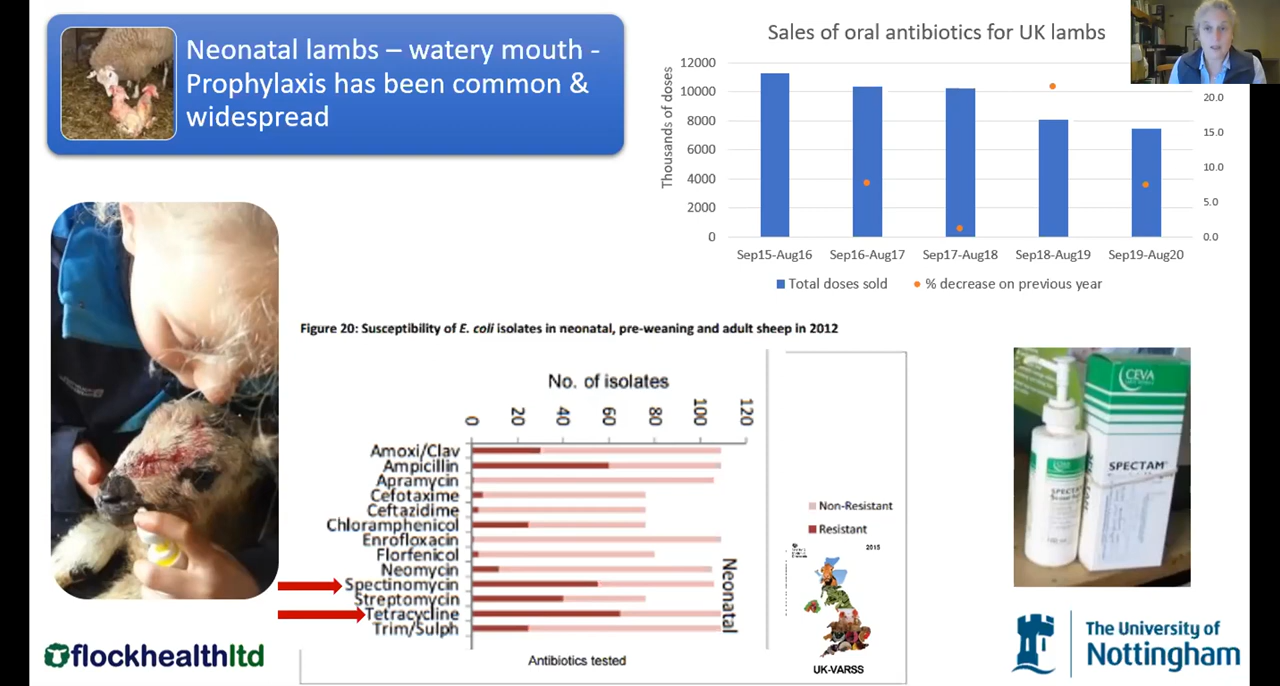 Neonatal lambs – watery mouth -
Prophylaxis has been common &
widespread
Sales of oral antibiotics for UK lambs
Thousands of doses
12000
10000
8000
6000
4000
2000
0
20.0
15.0
10.0
5.0
0.0
Sep15-Aug16 Sep16-Aug17 Sep17-Aug18 Sep18-Aug19 Sep19-Aug20
Total doses sold % decrease on previous year
Figure 20: Susceptibility of E. coli isolates in neonatal, pre-weaning and adult sheep in 2012
No. of isolates
0 20 40 60 80 100 120
Amoxi/Clav
Ampicillin
Apramycin
Cefotaxime
Ceftazidime
Chloramphenicol
Enrofloxacin
Florfenicol
Neomycin
Spectinomycin
Streptomycin
Tetracycline
Trim/Sulph
Neonatal
Antibiotics tested
Non-Resistant
Resistant
2015
UK-VARSS
CEVA
SPECTAM
CEVA
flockhealthltd
The University of
Nottingham